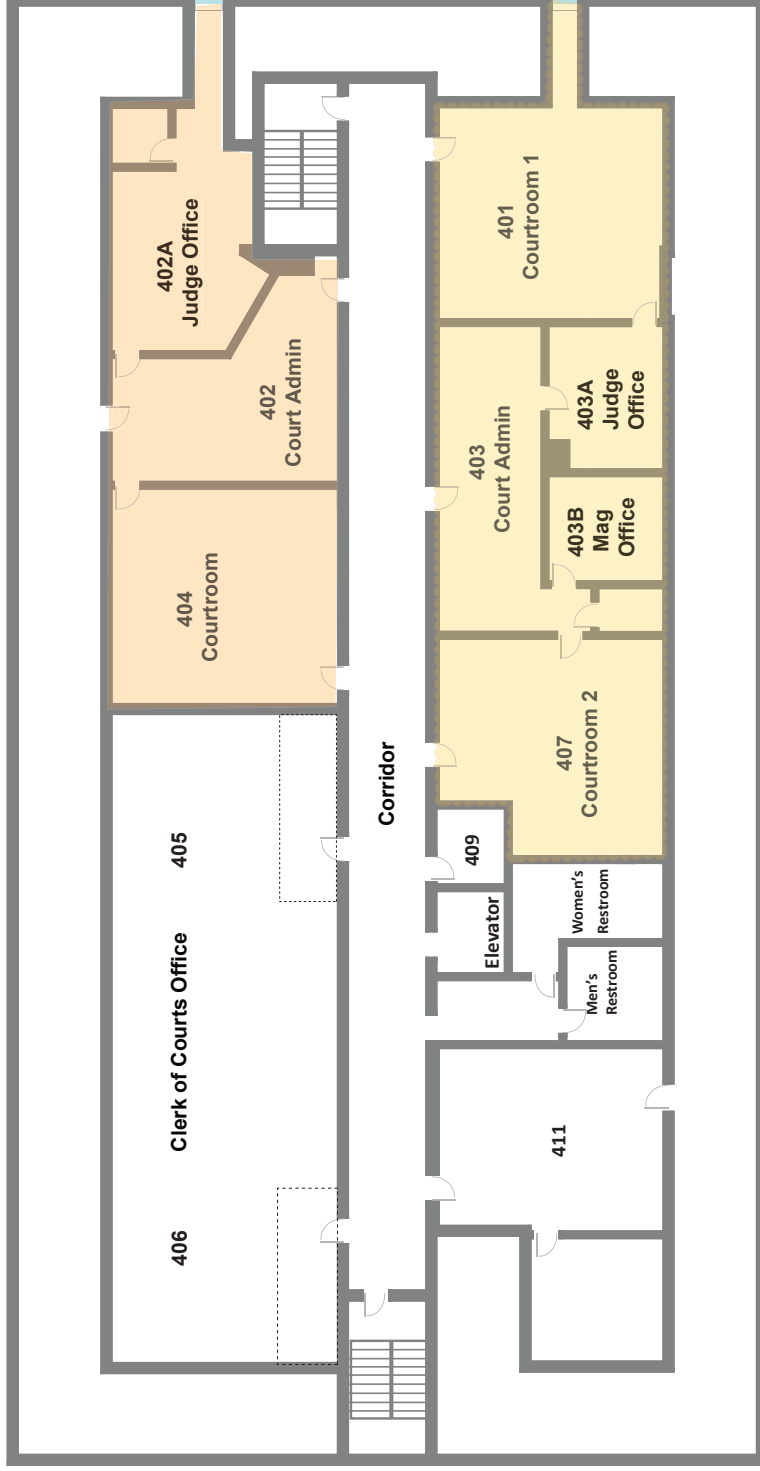 402A
Judge Office
402
Court Admin
404
Courtroom
405
Clerk of Courts Office
406
Corridor
401
Courtroom 1
403
Court Admin
403A
Judge
Office
403B
Mag
Office
407
Courtroom 2
409
Elevator
Women's
Restroom
Men's
Restroom
411